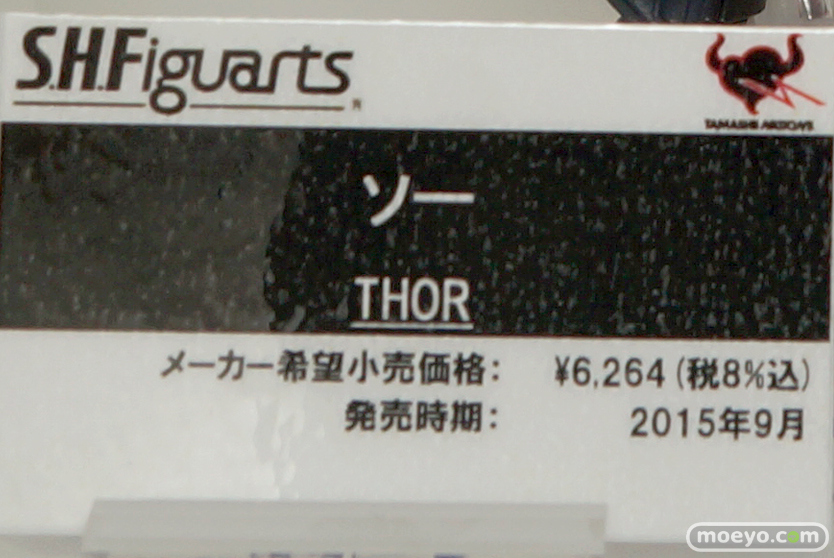 S.H.Figuarts
TAMASHII NATIONS
ソー
THOR
メーカー希望小売価格： ¥6,264 (税8%込)
発売時期： 2015年9月
moeyo.com